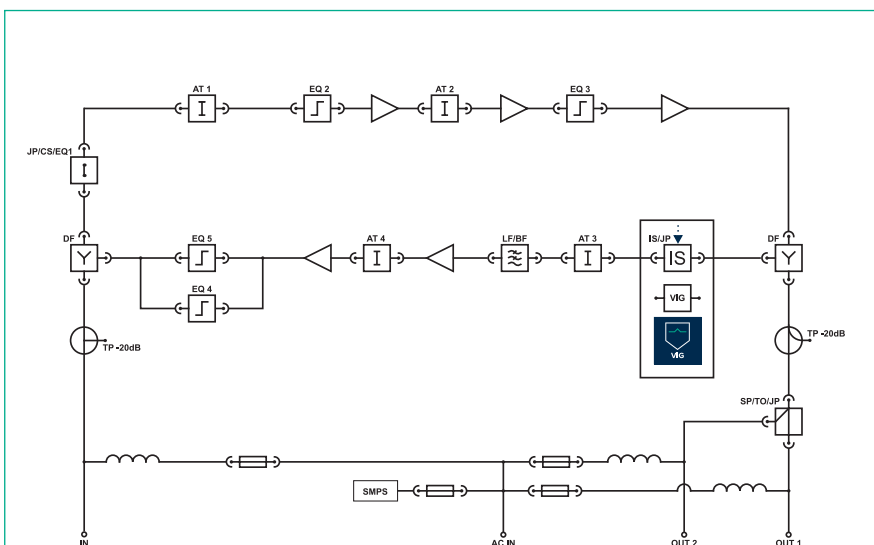 AT 1
EQ 2
AT 2
EQ 3
JP/CS/EQ1
DF
EQ 5
AT 4
LF/BF
AT 3
IS/JP
IS
DF
EQ 4
VIG
VIG
TP -20dB
TP -20dB
SP/TO/JP
SMPS
IN
AC IN
OUT 2
OUT 1